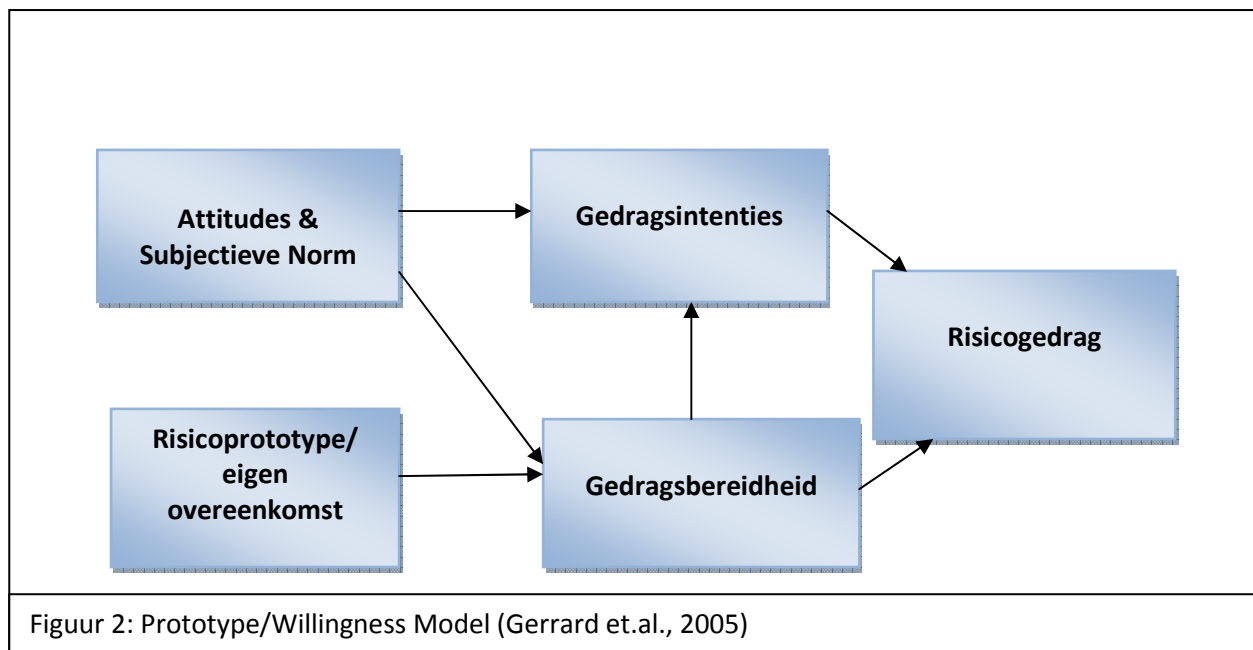 Attitudes &
Subjectieve Norm
Gedragsintenties
Risicogedrag
Risicoprototype/
eigen
overeenkomst
Gedragsbereidheid
Figuur 2: Prototype/Willingness Model (Gerrard et.al., 2005)